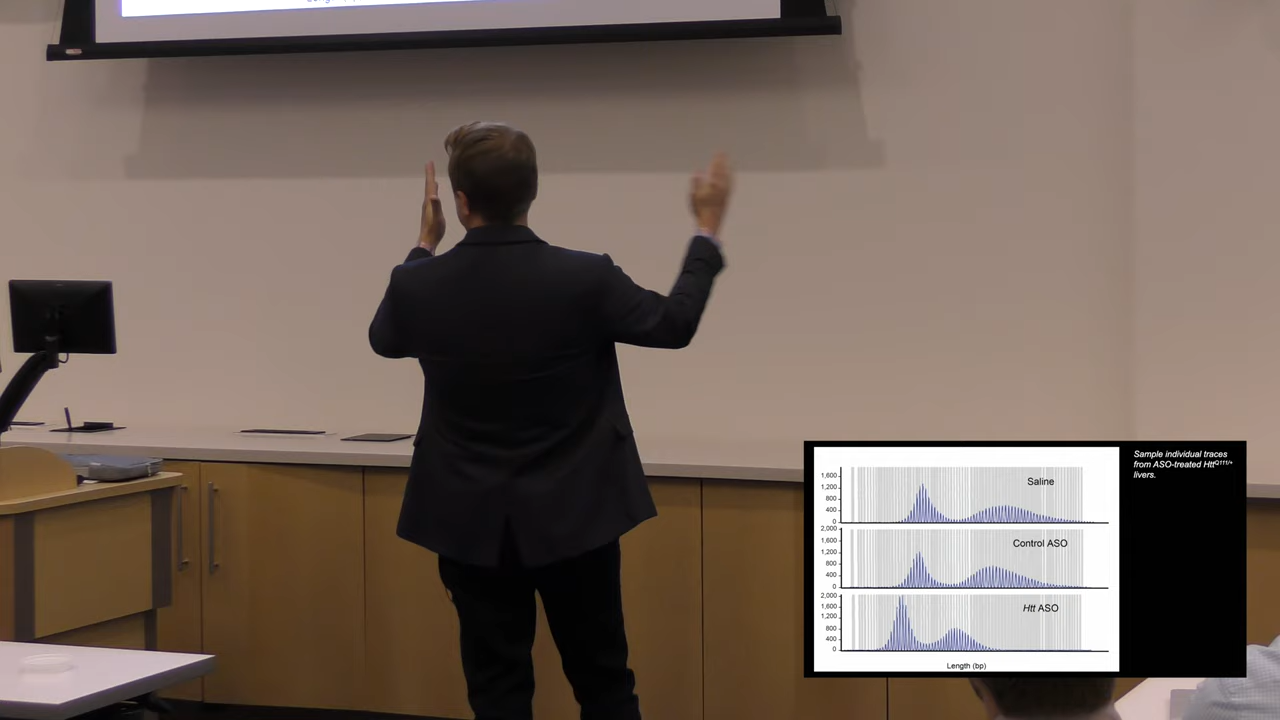 Sample individual traces
from ASO-treated HttQ111/+
livers.
1,600
1,200
800
400
0
Saline
2,000
1,600
1,200
800
400
0
Control ASO
2,000
1,600
1,200
800
400
0
Htt ASO
Length (bp)